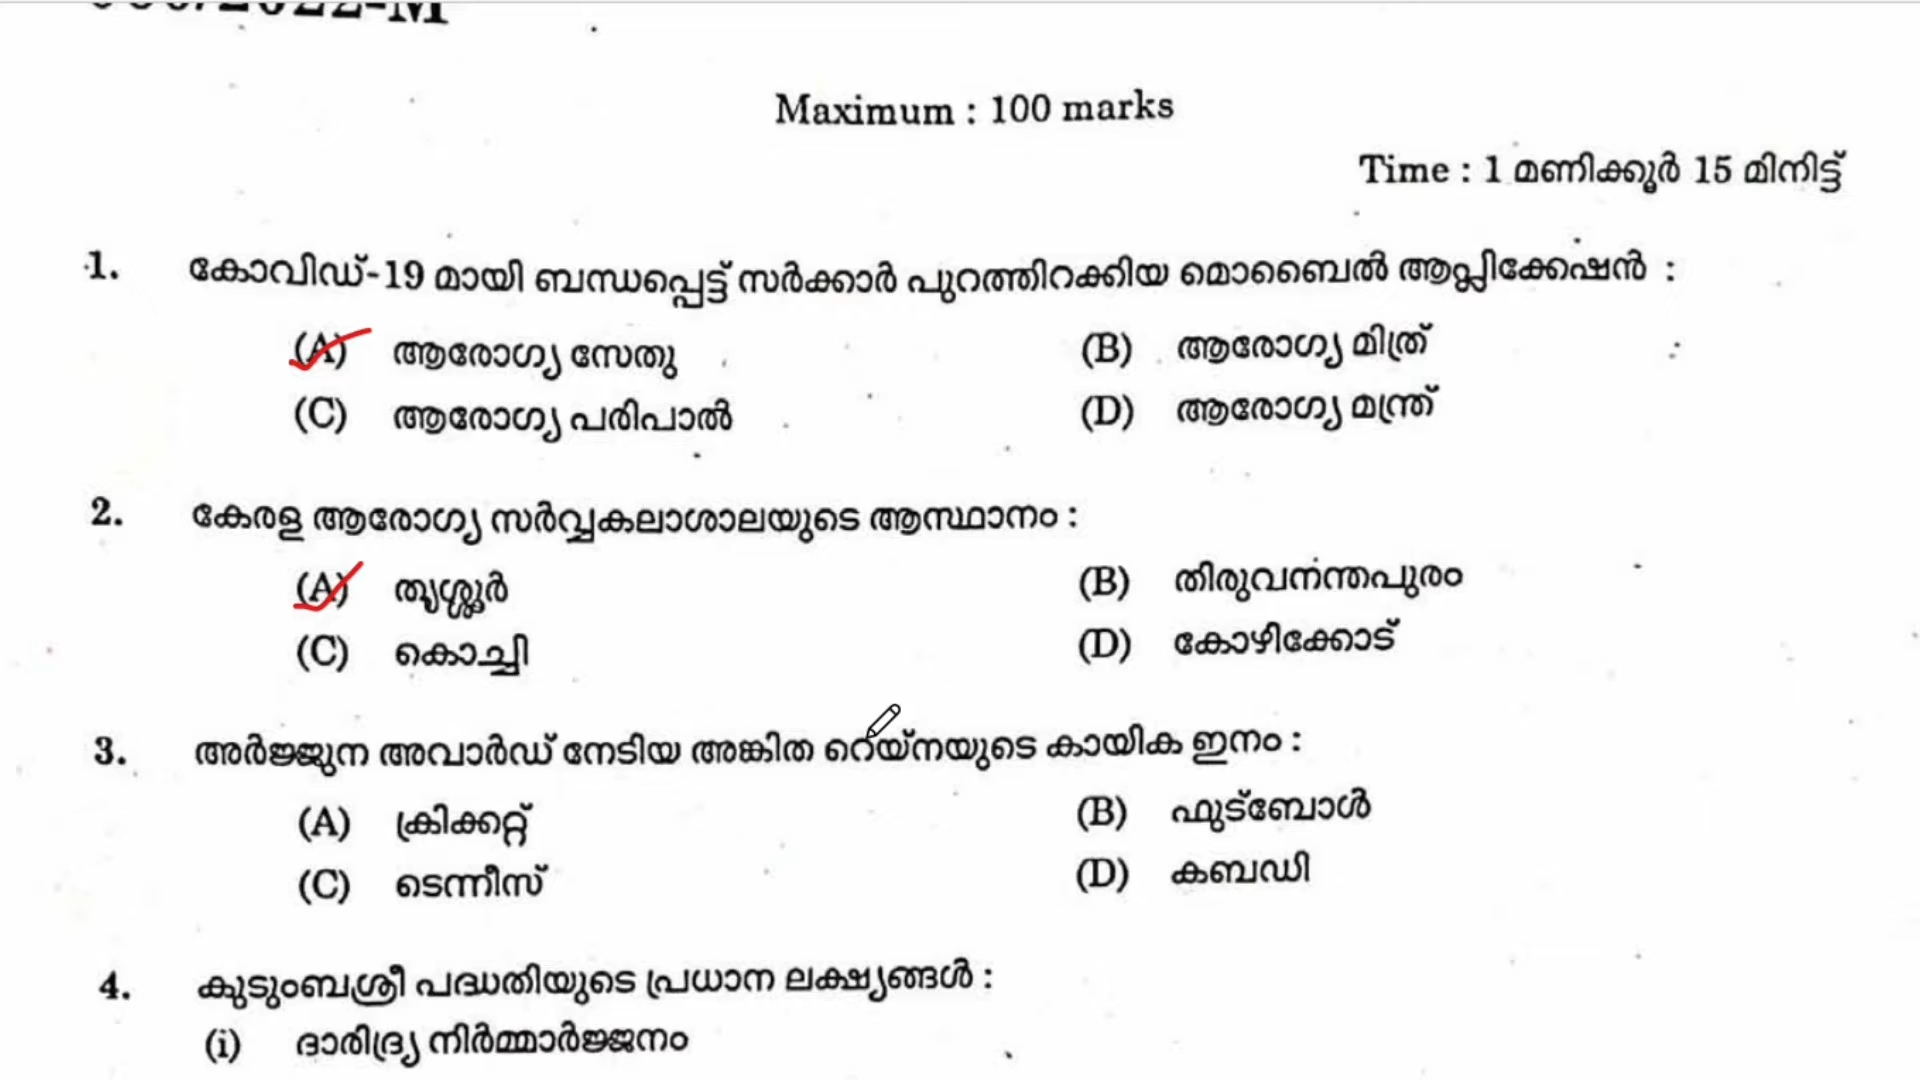 /2022-M
Maximum : 100 marks
Time : 1 മണിക്കൂർ 15 മിനിട്ട്
1. കോവിഡ്-19 മായി ബന്ധപ്പെട്ട് സർക്കാർ പുറത്തിറക്കിയ മൊബൈൽ ആപ്ലിക്കേഷൻ :
(A) ആരോഗ്യ സേതു (B) ആരോഗ്യ മിത്ര്
(C) ആരോഗ്യ പരിപാൽ (D) ആരോഗ്യ മന്ത്ര്
2. കേരള ആരോഗ്യ സർവ്വകലാശാലയുടെ ആസ്ഥാനം :
(A) തൃശ്ശൂർ (B) തിരുവനന്തപുരം
(C) കൊച്ചി (D) കോഴിക്കോട്
3. അർജ്ജുന അവാർഡ് നേടിയ അങ്കിത റെയ്നയുടെ കായിക ഇനം :
(A) ക്രിക്കറ്റ് (B) ഫുട്ബോൾ
(C) ടെന്നീസ് (D) കബഡി
4. കുടുംബശ്രീ പദ്ധതിയുടെ പ്രധാന ലക്ഷ്യങ്ങൾ :
(i) ദാരിദ്ര്യ നിർമ്മാർജ്ജനം